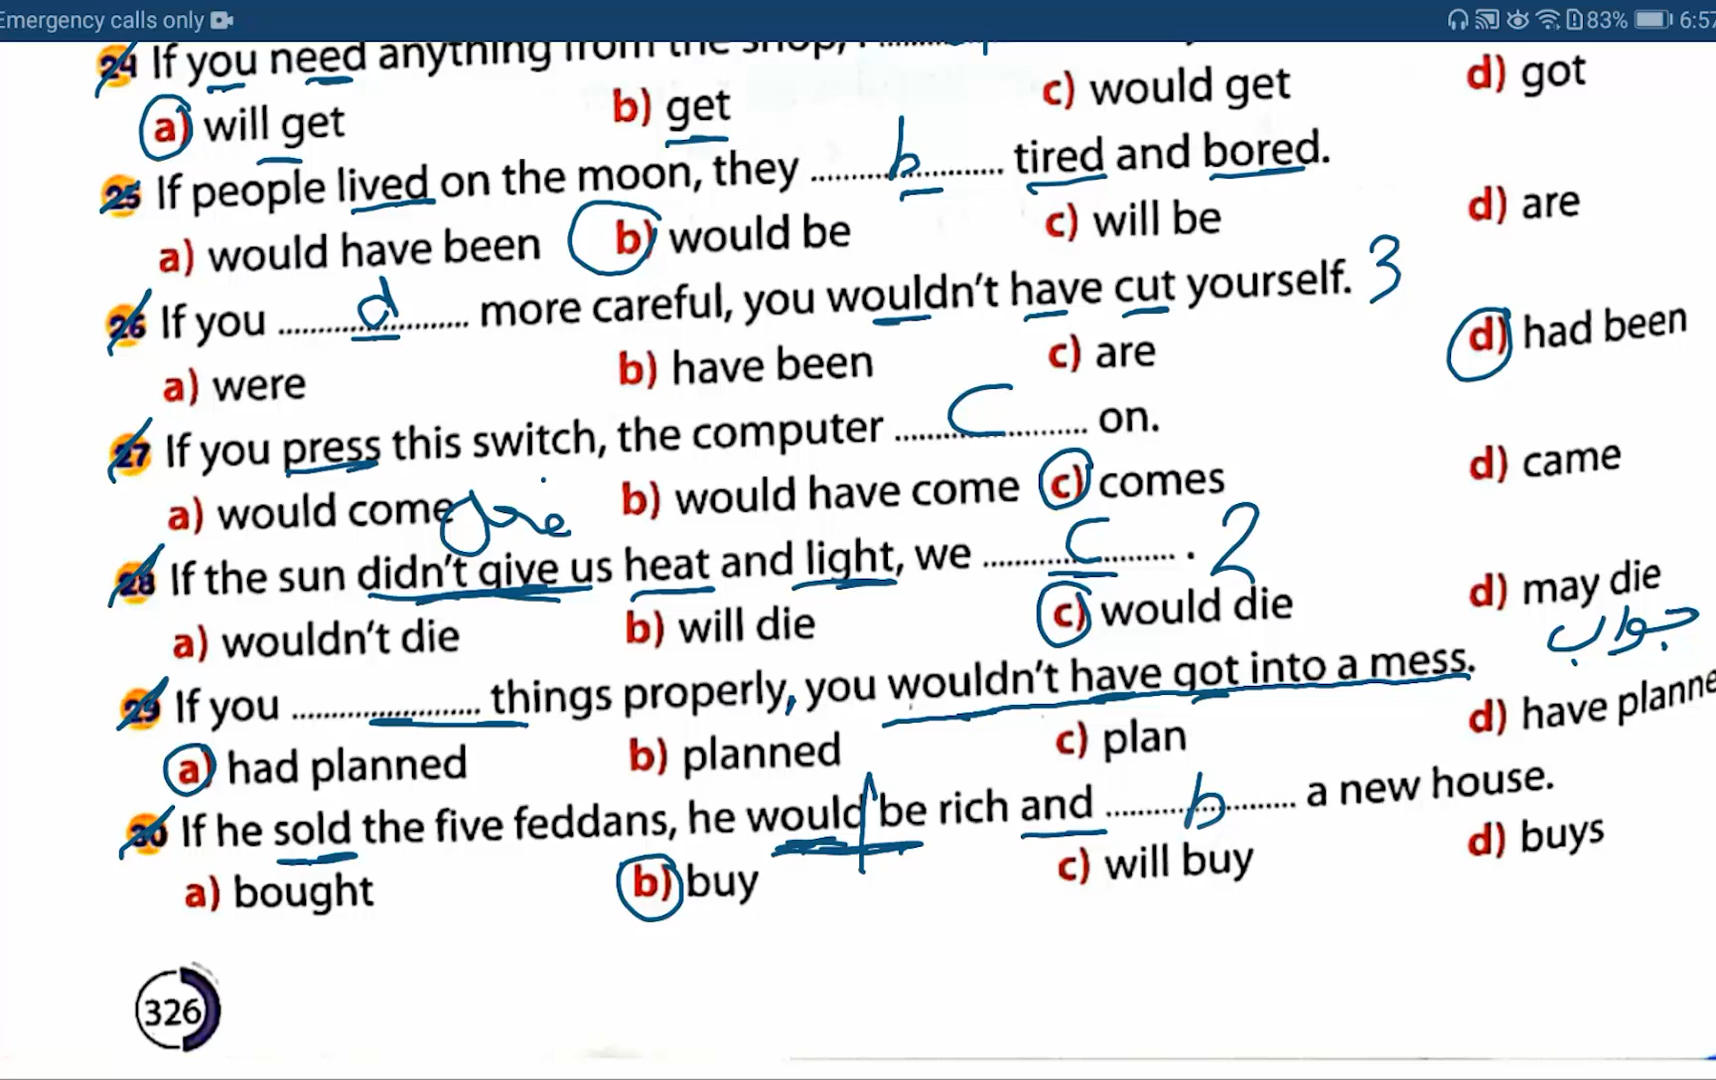 Emergency calls only 83% 6:57
24 If you need anything from the shop, I
a) will get b) get c) would get d) got
25 If people lived on the moon, they ........b........ tired and bored.
a) would have been b) would be c) will be d) are
26 If you ........d........ more careful, you wouldn't have cut yourself. 3
a) were b) have been c) are d) had been
27 If you press this switch, the computer ........C........ on.
a) would come b) would have come c) comes d) came
28 If the sun didn't give us heat and light, we ........C........ . 2
a) wouldn't die b) will die c) would die d) may die
جواب
29 If you ................ things properly, you wouldn't have got into a mess.
a) had planned b) planned c) plan d) have planne
30 If he sold the five feddans, he would be rich and ........b........ a new house.
a) bought b) buy c) will buy d) buys
326